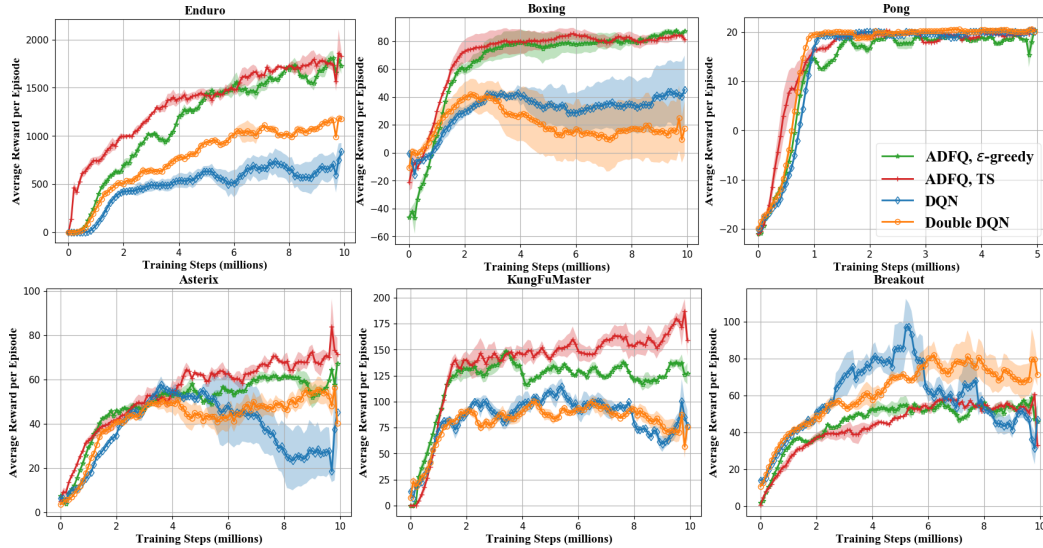 Enduro
Average Reward per Episode
2000
1500
1000
500
0
0 2 4 6 8 10
Training Steps (millions)
Boxing
Average Reward per Episode
80
60
40
20
0
−20
−40
−60
0 2 4 6 8 10
Training Steps (millions)
Pong
Average Reward per Episode
20
10
0
−10
−20
0 1 2 3 4 5
Training Steps (millions)
ADFQ, ε-greedy
ADFQ, TS
DQN
Double DQN
Asterix
Average Reward per Episode
100
80
60
40
20
0
0 2 4 6 8 10
Training Steps (millions)
KungFuMaster
Average Reward per Episode
200
175
150
125
100
75
50
25
0
0 2 4 6 8 10
Training Steps (millions)
Breakout
Average Reward per Episode
100
80
60
40
20
0
0 2 4 6 8 10
Training Steps (millions)